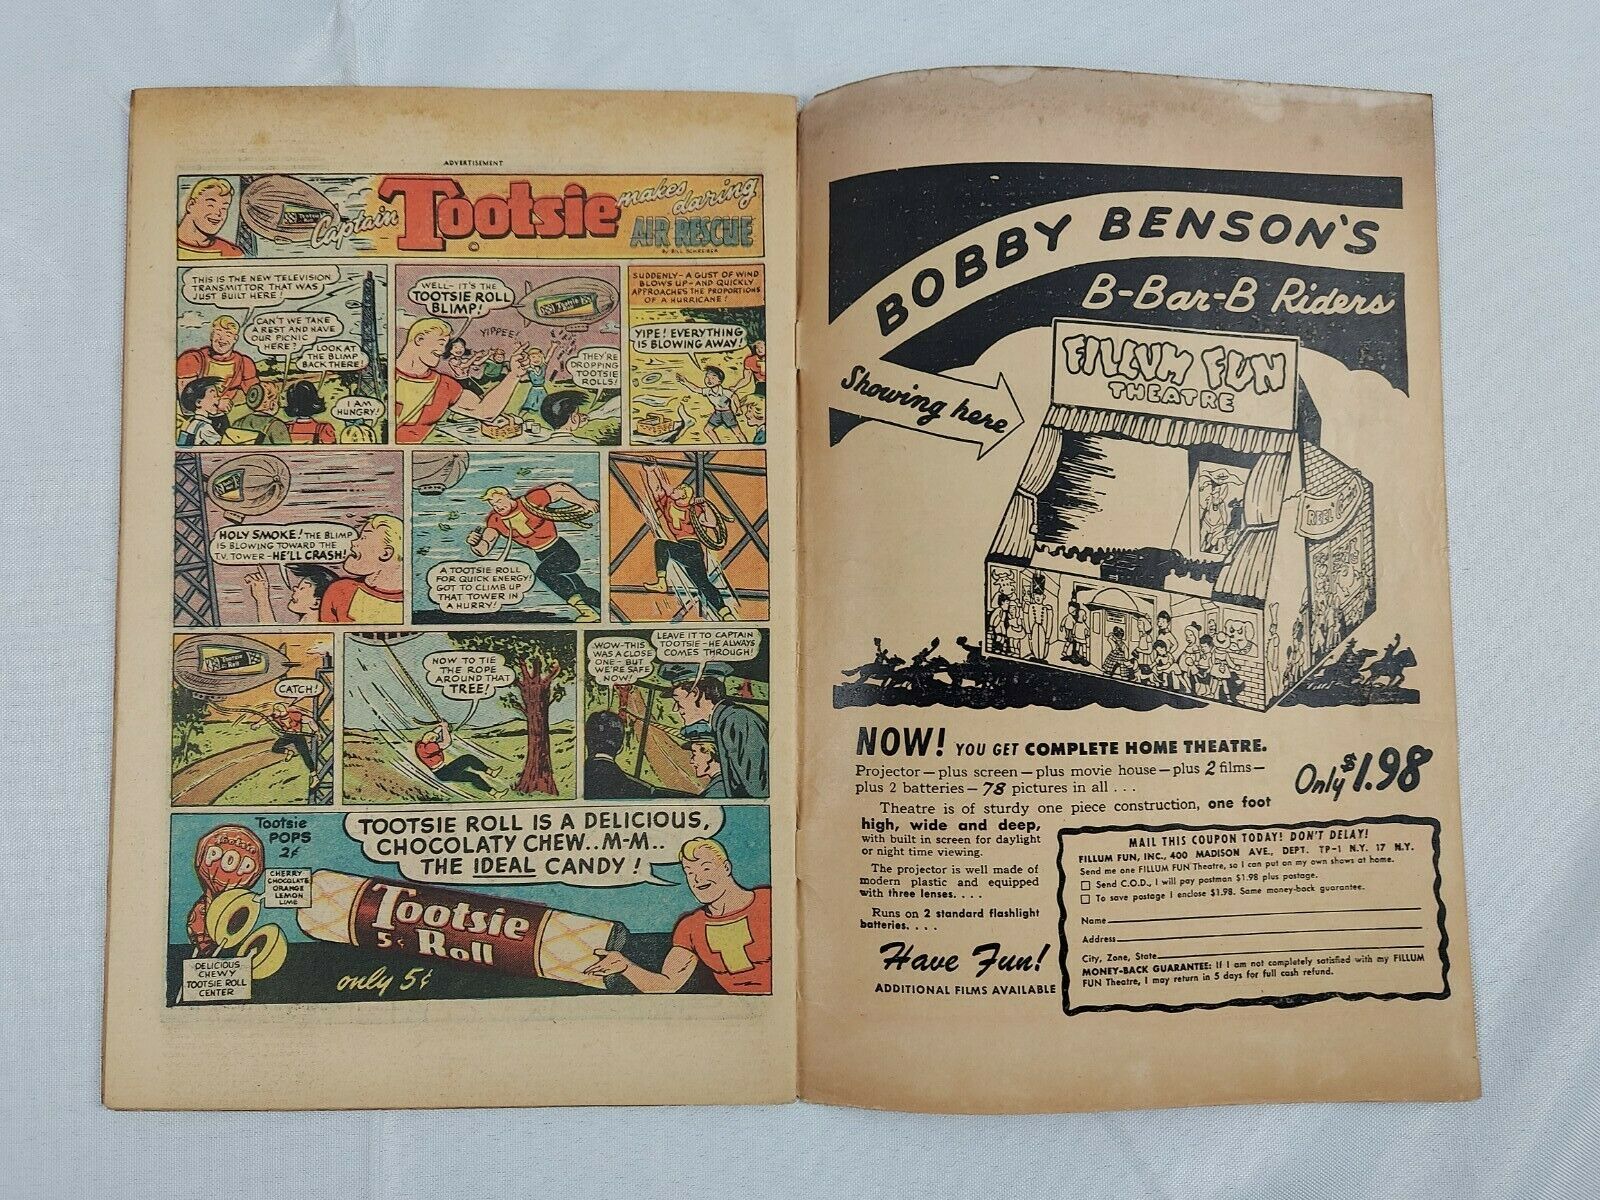 ADVERTISEMENT
Captain Tootsie makes daring
AIR RESCUE
BY BILL SCHREIBER
Tootsie Roll
THIS IS THE NEW TELEVISION
TRANSMITTOR THAT WAS
JUST BUILT HERE!
CAN'T WE TAKE
A REST AND HAVE
OUR PICNIC
HERE?
LOOK AT
THE BLIMP
BACK THERE!
I AM
HUNGRY!
WELL- IT'S THE
TOOTSIE ROLL
BLIMP!
YIPPEE!
THEY'RE
DROPPING
TOOTSIE
ROLLS!
SUDDENLY- A GUST OF WIND
BLOWS UP- AND QUICKLY
APPROACHES THE PROPORTIONS
OF A HURRICANE!
YIPE! EVERYTHING
IS BLOWING AWAY!
HOLY SMOKE! THE BLIMP
IS BLOWING TOWARD THE
T.V. TOWER- HE'LL CRASH!
A TOOTSIE ROLL
FOR QUICK ENERGY!
GOT TO CLIMB UP
THAT TOWER IN
A HURRY!
Tootsie
Roll
CATCH!
NOW TO TIE
THE ROPE
AROUND THAT
TREE!
WOW- THIS
WAS A CLOSE
ONE- BUT
WE'RE SAFE
NOW!
LEAVE IT TO CAPTAIN
TOOTSIE- HE ALWAYS
COMES THROUGH!
Tootsie
POPS
2¢
Tootsie
POP
CHERRY
CHOCOLATE
ORANGE
LEMON
LIME
DELICIOUS
CHEWY
TOOTSIE ROLL
CENTER
TOOTSIE ROLL IS A DELICIOUS,
CHOCOLATY CHEW..M-M..
THE IDEAL CANDY!
Tootsie
5¢ Roll
only 5¢
BOBBY BENSON'S
B-Bar-B Riders
Showing here
FILLUM FUN
THEATRE
NOW! YOU GET COMPLETE HOME THEATRE.
Projector—plus screen—plus movie house—plus 2 films—
plus 2 batteries—78 pictures in all . . .
Only $1.98
Theatre is of sturdy one piece construction, one foot
high, wide and deep,
with built in screen for daylight
or night time viewing.
The projector is well made of
modern plastic and equipped
with three lenses. . . .
Runs on 2 standard flashlight
batteries. . . .
Have Fun!
ADDITIONAL FILMS AVAILABLE
MAIL THIS COUPON TODAY! DON'T DELAY!
FILLUM FUN, INC., 400 MADISON AVE., DEPT. TP-1 N.Y. 17 N.Y.
Send me one FILLUM FUN Theatre, so I can put on my own shows at home.
Send C.O.D., I will pay postman $1.98 plus postage.
To save postage I enclose $1.98. Same money-back guarantee.
Name
Address
City, Zone, State
MONEY-BACK GUARANTEE: If I am not completely satisfied with my FILLUM
FUN Theatre, I may return in 5 days for full cash refund.